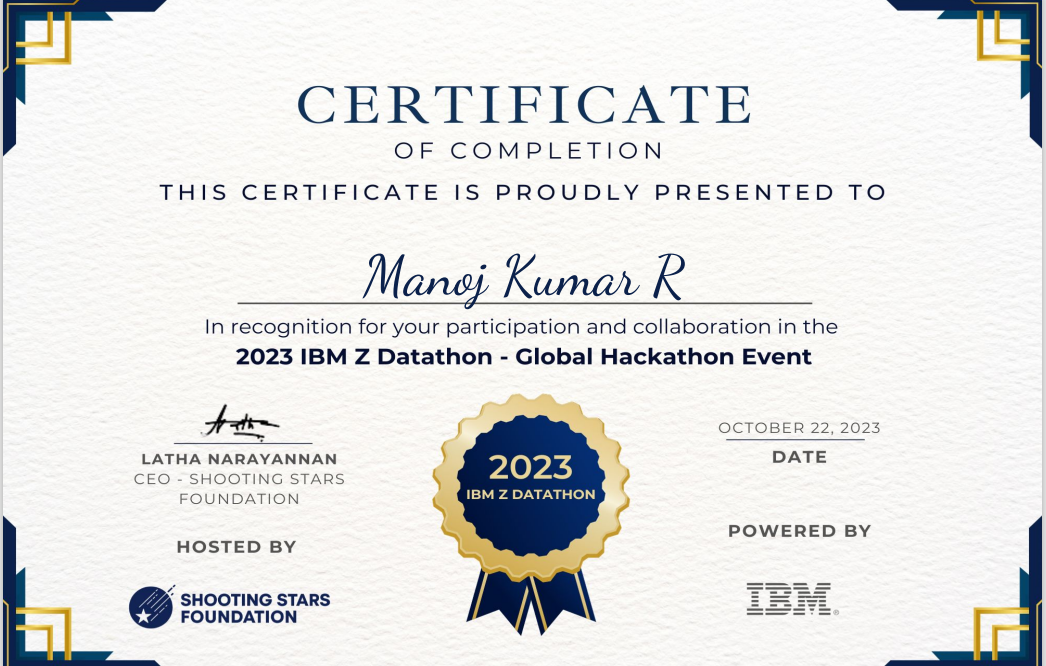 CERTIFICATE
OF COMPLETION
THIS CERTIFICATE IS PROUDLY PRESENTED TO
Manoj Kumar R
In recognition for your participation and collaboration in the
2023 IBM Z Datathon - Global Hackathon Event
LATHA NARAYANNAN
CEO - SHOOTING STARS
FOUNDATION
HOSTED BY
SHOOTING STARS
FOUNDATION
2023
IBM Z DATATHON
OCTOBER 22, 2023
DATE
POWERED BY
IBM®